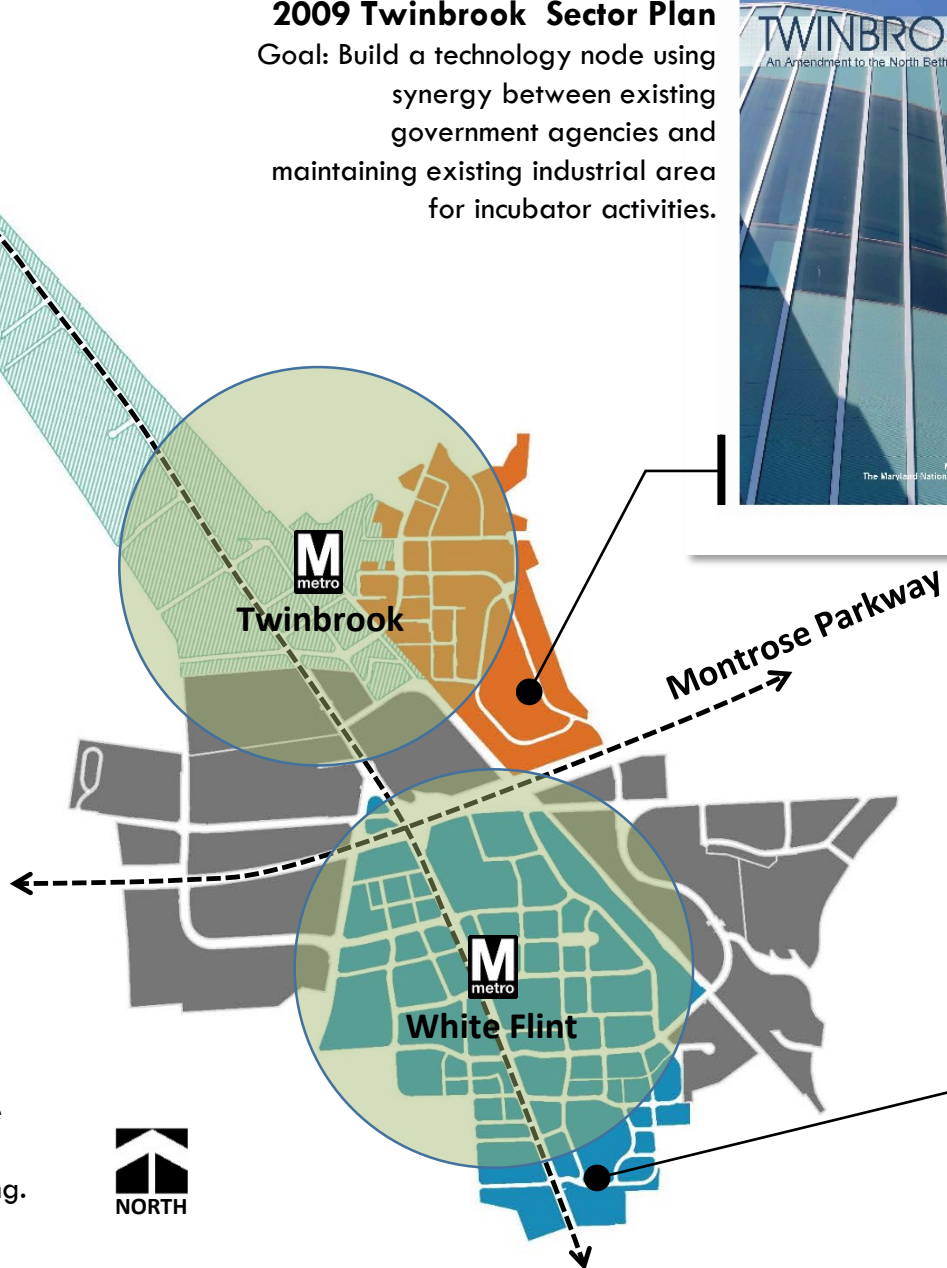 2009 Twinbrook Sector Plan
Goal: Build a technology node using
synergy between existing
government agencies and
maintaining existing industrial area
for incubator activities.
TWINBRO
An Amendment to the North Beth
The Maryland-Nation
M
metro
Twinbrook
Montrose Parkway
M
metro
White Flint
g.
NORTH